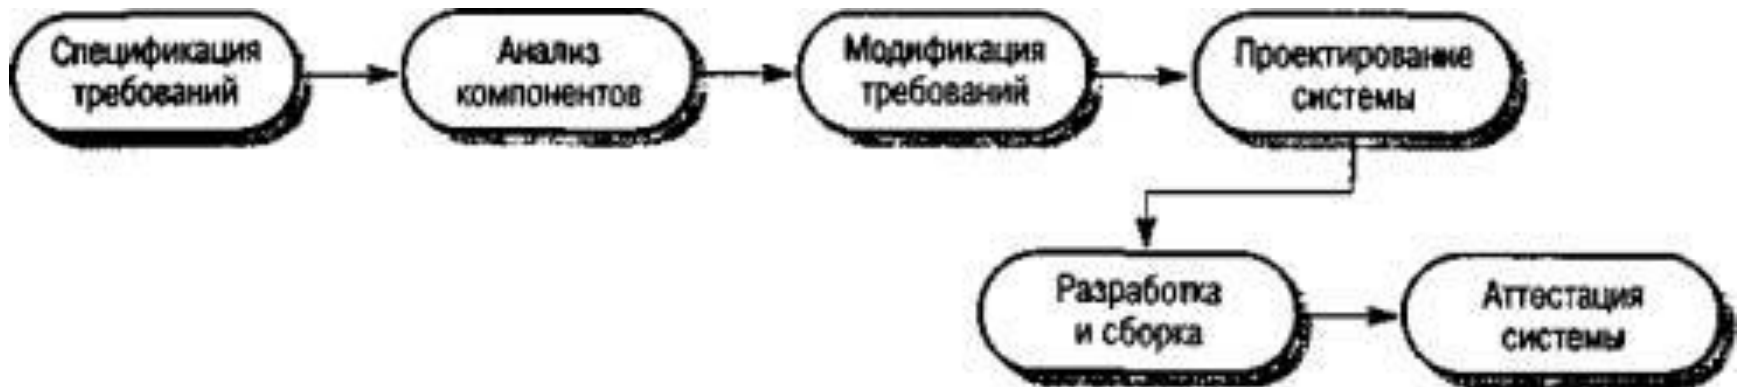 Спецификация
требований
Анализ
компонентов
Модификация
требований
Проектирование
системы
Разработка
и сборка
Аттестация
системы